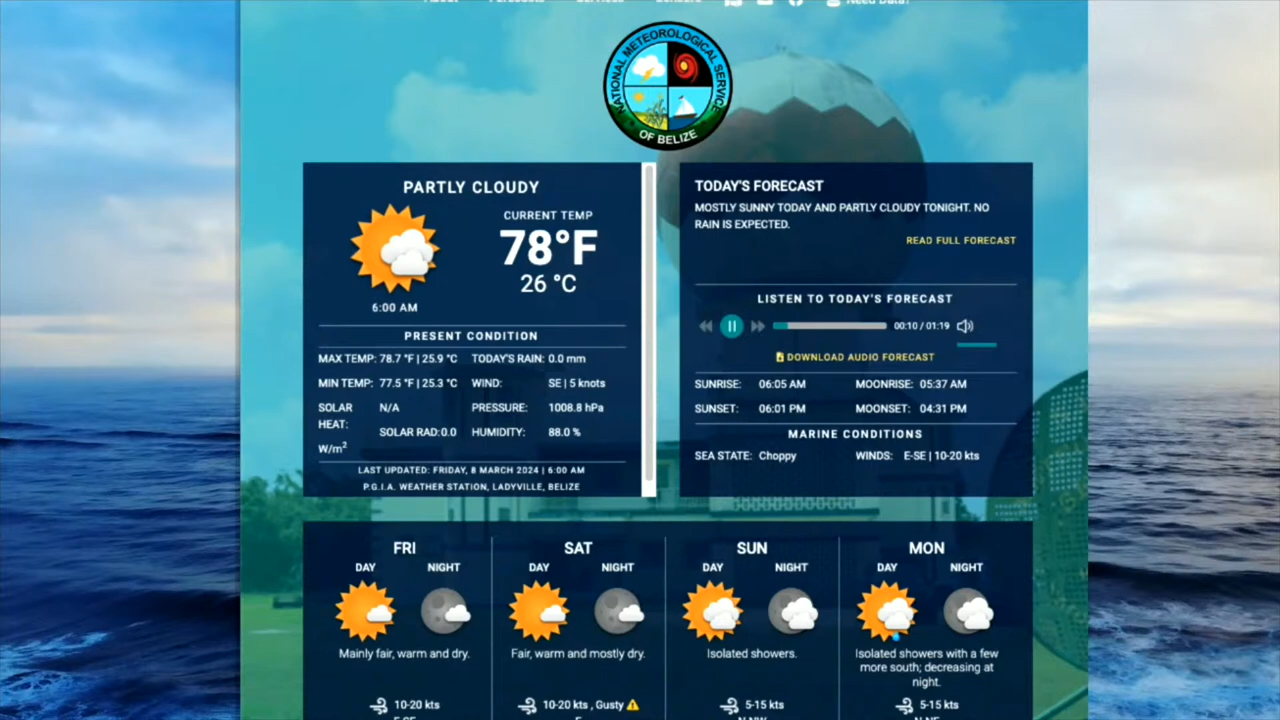 Need Data?
NATIONAL METEOROLOGICAL SERVICE
OF BELIZE
PARTLY CLOUDY
CURRENT TEMP
78°F
26 °C
6:00 AM
PRESENT CONDITION
MAX TEMP: 78.7 °F | 25.9 °C TODAY'S RAIN: 0.0 mm
MIN TEMP: 77.5 °F | 25.3 °C WIND: SE | 5 knots
SOLAR HEAT: W/m² N/A PRESSURE: 1008.8 hPa
SOLAR RAD:0.0 HUMIDITY: 88.0 %
LAST UPDATED: FRIDAY, 8 MARCH 2024 | 6:00 AM
P.G.I.A. WEATHER STATION, LADYVILLE, BELIZE
TODAY'S FORECAST
MOSTLY SUNNY TODAY AND PARTLY CLOUDY TONIGHT. NO
RAIN IS EXPECTED.
READ FULL FORECAST
LISTEN TO TODAY'S FORECAST
00:10 / 01:19
DOWNLOAD AUDIO FORECAST
SUNRISE: 06:05 AM MOONRISE: 05:37 AM
SUNSET: 06:01 PM MOONSET: 04:31 PM
MARINE CONDITIONS
SEA STATE: Choppy WINDS: E-SE | 10-20 kts
FRI
DAY NIGHT
Mainly fair, warm and dry.
10-20 kts
SAT
DAY NIGHT
Fair, warm and mostly dry.
10-20 kts , Gusty
SUN
DAY NIGHT
Isolated showers.
5-15 kts
MON
DAY NIGHT
Isolated showers with a few
more south; decreasing at
night.
5-15 kts